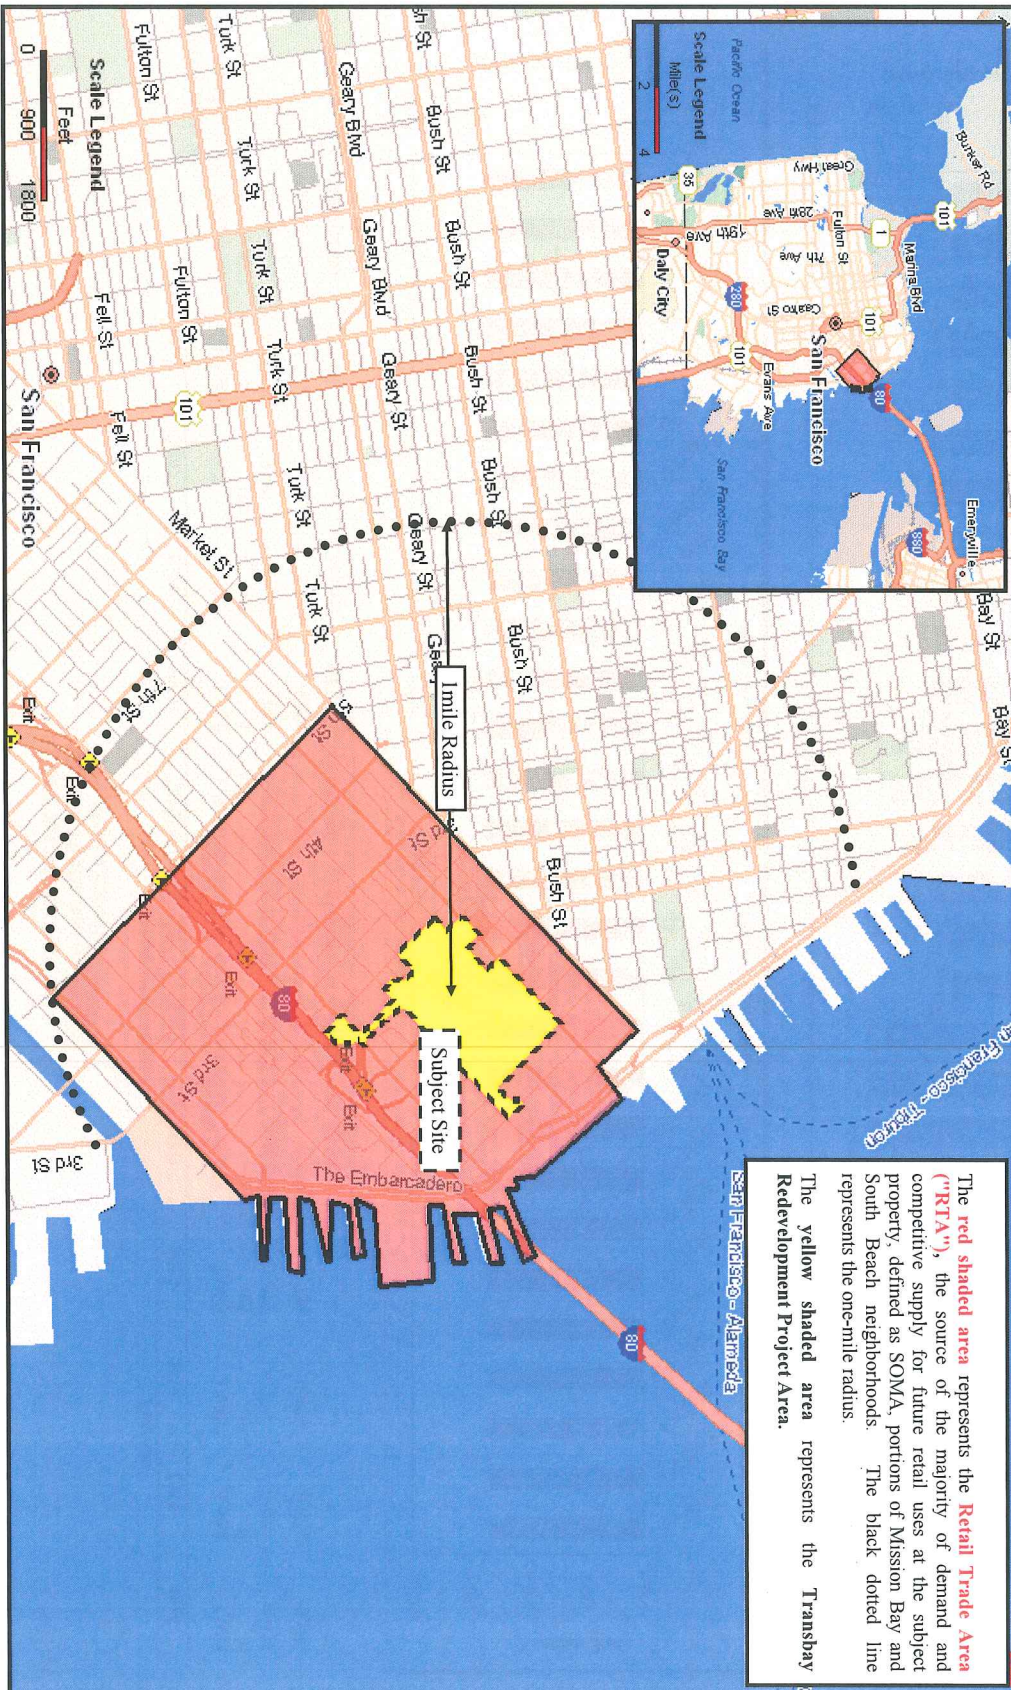 The red shaded area represents the Retail Trade Area
("RTA"), the source of the majority of demand and
competitive supply for future retail uses at the subject
property, defined as SOMA, portions of Mission Bay and
South Beach neighborhoods. The black dotted line
represents the one-mile radius.
The yellow shaded area represents the Transbay
Redevelopment Project Area.
Pacific Ocean
Scale Legend
Mile(s)
2
4
Bunker Rd
101
Great Hwy
1
Marina Blvd
Fulton St
28th Ave
19th Ave
7th Ave
35
Daly City
280
Castro St
101
101
San Francisco
Evans Ave
80
San Francisco Bay
Emeryville
880
Bay St
Bay St
Bush St
Bush St
Bush St
Bush St
Bush St
Bush St
Geary Blvd
Geary Blvd
Geary St
Geary St
Turk St
Turk St
Turk St
Turk St
Turk St
Turk St
Fulton St
Fulton St
Fell St
Fell St
101
San Francisco
Market St
7th St
Exit
Exit
Exit
Exit
Exit
Exit
1mile Radius
Subject Site
4th St
3rd St
3rd St
80
80
The Embarcadero
San Francisco - Alameda
n Francisco - Tiburon
Scale Legend
Feet
0 900 1800